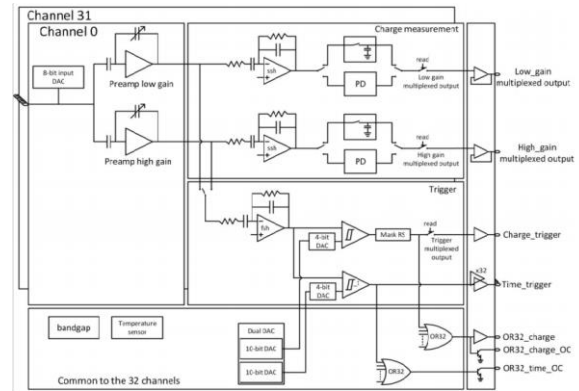 Channel 31
Channel 0
Charge measurement
8-bit input
DAC
Preamp low gain
ssh
PD
read
Low gain
multiplexed output
Low_gain
multiplexed output
Preamp high gain
ssh
PD
read
High gain
multiplexed output
High_gain
multiplexed output
Trigger
fsh
4-bit
DAC
Mask RS
read
Trigger
multiplexed
output
Charge_trigger
4-bit
DAC
x32
Time_trigger
bandgap
Temperature
sensor
Dual DAC
10-bit DAC
10-bit DAC
OR32
OR32
OR32_charge
OR32_charge_OC
OR32_time_OC
Common to the 32 channels